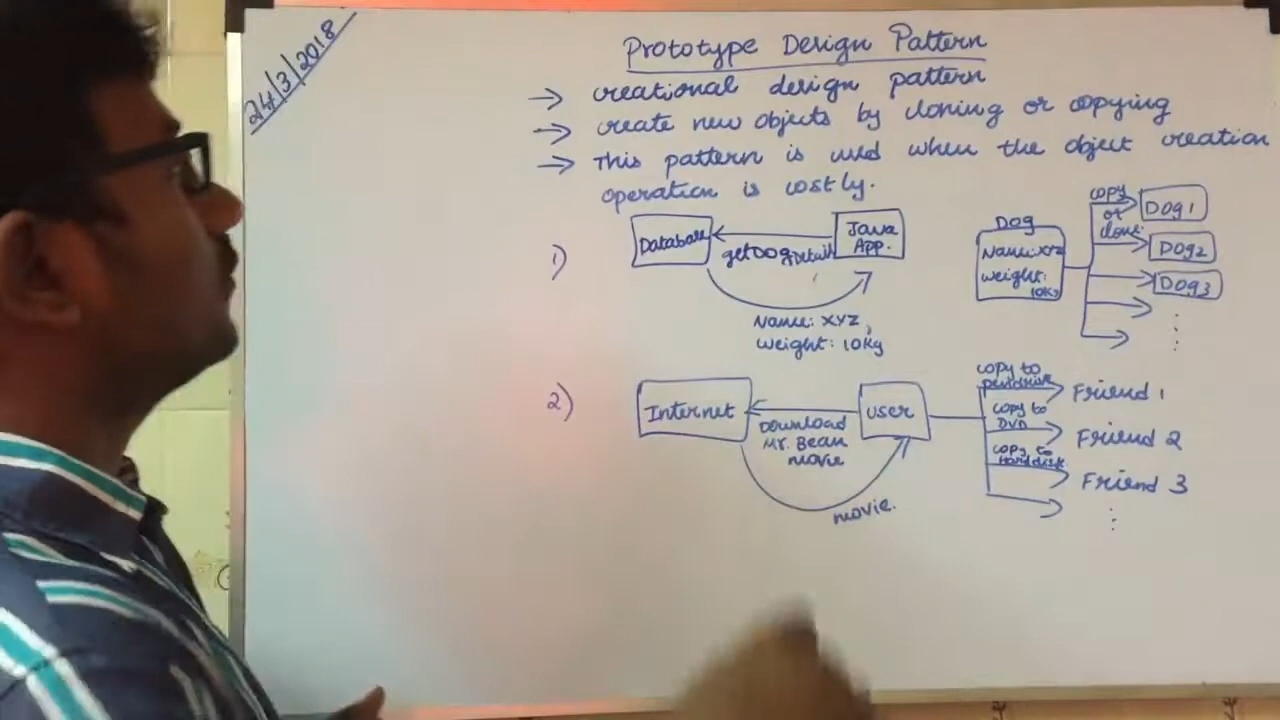 24/3/2018
Prototype Design Pattern
→ creational design pattern
→ create new objects by cloning or copying
→ This pattern is used when the object creation
operation is costly.
1)
Database
getDogDetails
Java
App.
Name: XYZ,
weight: 10Kg
Dog
Name: XYZ
weight:
10Kg
copy
or
clone
Dog1
Dog2
Dog3
2)
Internet
Download
Mr. Bean
movie
user
movie.
copy to
pendrive
Friend 1
copy to
DVD
Friend 2
copy to
Harddisk
Friend 3